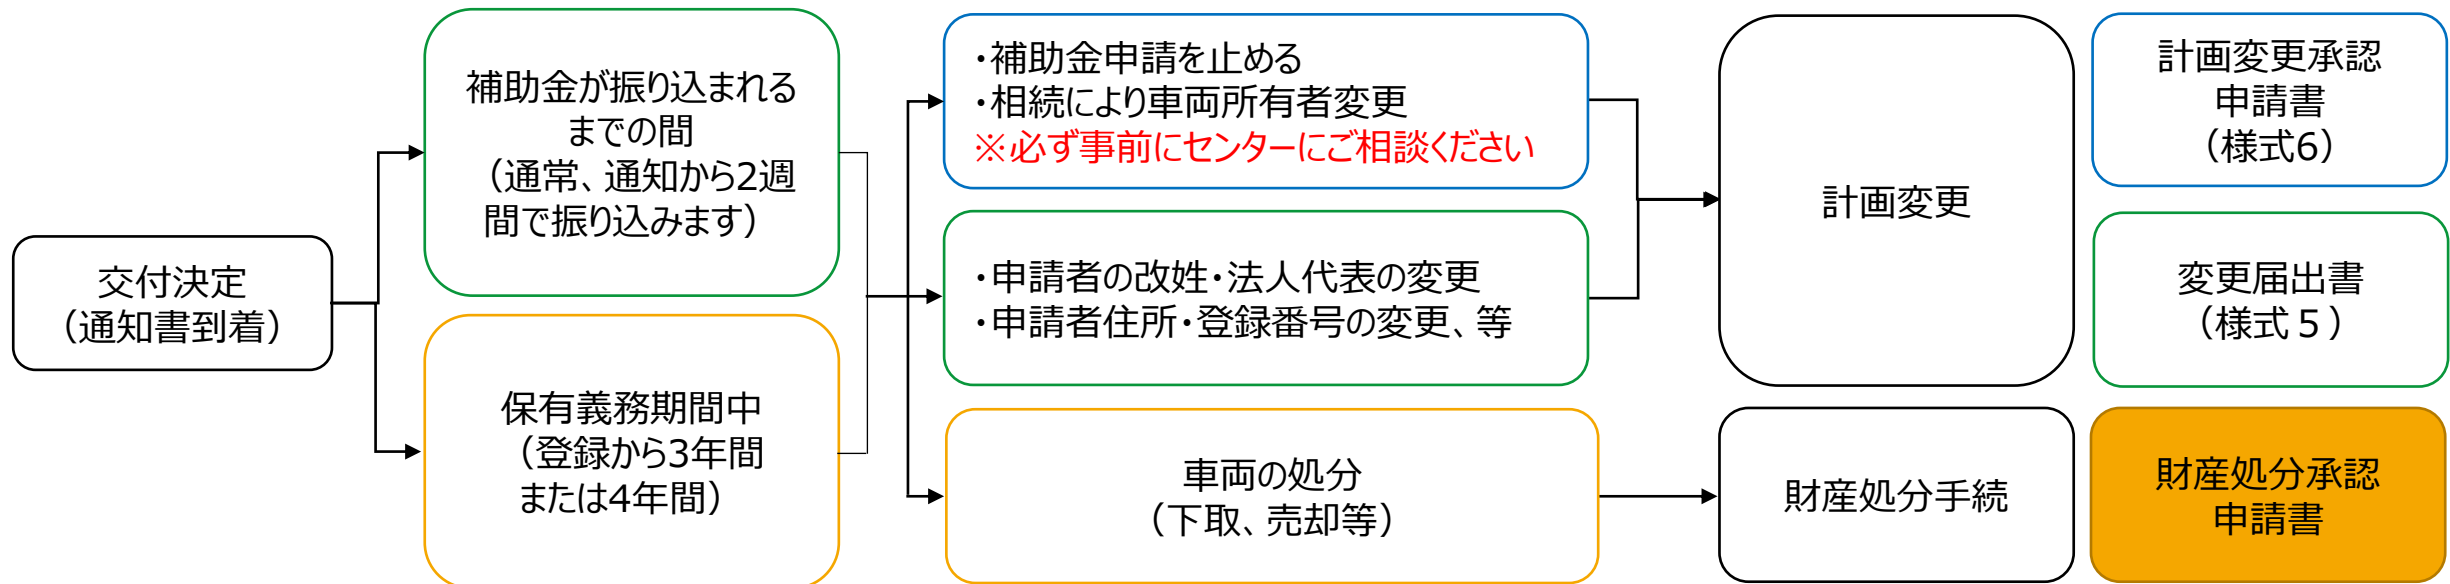 交付決定
（通知書到着）
補助金が振り込まれる
までの間
（通常、通知から2週
間で振り込みます）
保有義務期間中
（登録から3年間
または4年間）
・補助金申請を止める
・相続により車両所有者変更
※必ず事前にセンターにご相談ください
・申請者の改姓・法人代表の変更
・申請者住所・登録番号の変更、等
車両の処分
（下取、売却等）
計画変更
財産処分手続
計画変更承認
申請書
（様式6）
変更届出書
（様式５）
財産処分承認
申請書